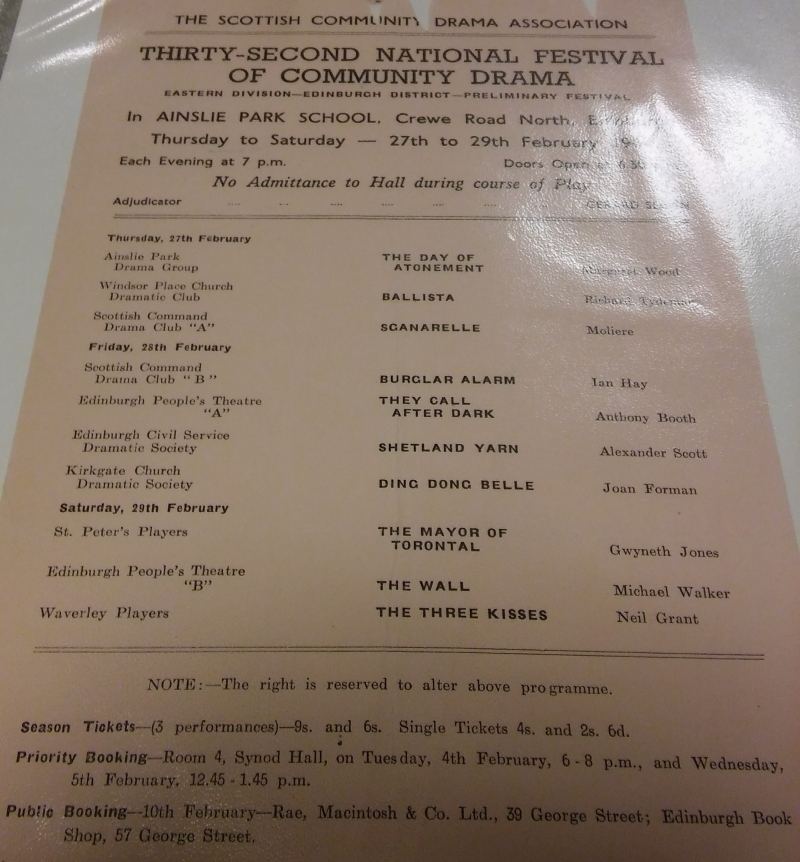 THE SCOTTISH COMMUNITY DRAMA ASSOCIATION
THIRTY-SECOND NATIONAL FESTIVAL
OF COMMUNITY DRAMA
EASTERN DIVISION—EDINBURGH DISTRICT—PRELIMINARY FESTIVAL
In AINSLIE PARK SCHOOL, Crewe Road North,
Thursday to Saturday — 27th to 29th February
Each Evening at 7 p.m. Doors Open at 6.30
No Admittance to Hall during course of Play
Adjudicator .... ... .... .... ....
Thursday, 27th February
Ainslie Park
Drama Group
THE DAY OF
ATONEMENT
Margaret Wood
Windsor Place Church
Dramatic Club
BALLISTA
Richard
Scottish Command
Drama Club "A"
SGANARELLE
Moliere
Friday, 28th February
Scottish Command
Drama Club "B"
BURGLAR ALARM
Ian Hay
Edinburgh People's Theatre
"A"
THEY CALL
AFTER DARK
Anthony Booth
Edinburgh Civil Service
Dramatic Society
SHETLAND YARN
Alexander Scott
Kirkgate Church
Dramatic Society
DING DONG BELLE
Joan Forman
Saturday, 29th February
St. Peter's Players
THE MAYOR OF
TORONTAL
Gwyneth Jones
Edinburgh People's Theatre
"B"
THE WALL
Michael Walker
Waverley Players
THE THREE KISSES
Neil Grant
NOTE:—The right is reserved to alter above programme.
Season Tickets—(3 performances)—9s. and 6s. Single Tickets 4s. and 2s. 6d.
Priority Booking—Room 4, Synod Hall, on Tuesday, 4th February, 6-8 p.m., and Wednesday,
5th February, 12.45-1.45 p.m.
Public Booking—10th February—Rae, Macintosh & Co. Ltd., 39 George Street; Edinburgh Book
Shop, 57 George Street.